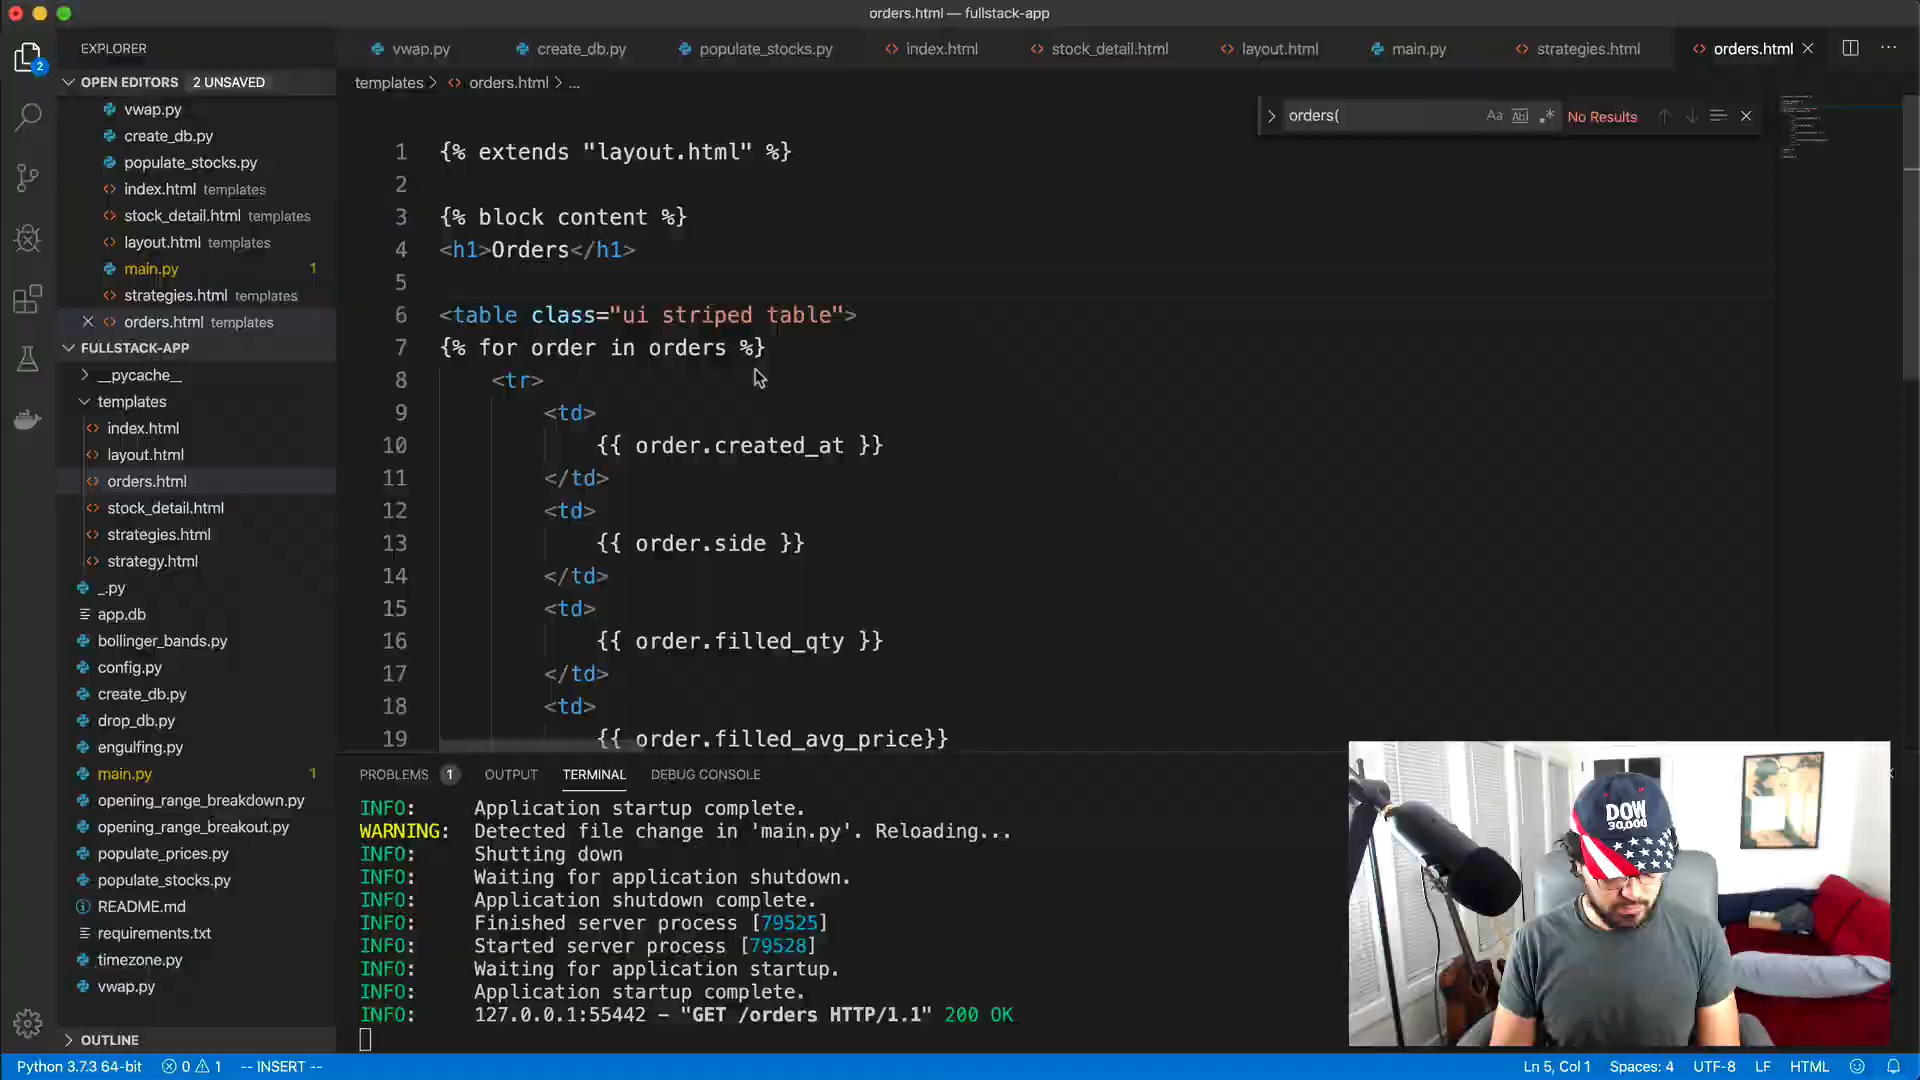 orders.html — fullstack-app
EXPLORER
OPEN EDITORS 2 UNSAVED
vwap.py
create_db.py
populate_stocks.py
index.html templates
stock_detail.html templates
layout.html templates
main.py 1
strategies.html templates
orders.html templates
FULLSTACK-APP
__pycache__
templates
index.html
layout.html
orders.html
stock_detail.html
strategies.html
strategy.html
_.py
app.db
bollinger_bands.py
config.py
create_db.py
drop_db.py
engulfing.py
main.py 1
opening_range_breakdown.py
opening_range_breakout.py
populate_prices.py
populate_stocks.py
README.md
requirements.txt
timezone.py
vwap.py
OUTLINE
2
vwap.py create_db.py populate_stocks.py index.html stock_detail.html layout.html main.py strategies.html orders.html
templates > orders.html > ...
orders( Aa Abl .* No Results
1 {% extends "layout.html" %}
2
3 {% block content %}
4 <h1>Orders</h1>
5
6 <table class="ui striped table">
7 {% for order in orders %}
8 <tr>
9 <td>
10 {{ order.created_at }}
11 </td>
12 <td>
13 {{ order.side }}
14 </td>
15 <td>
16 {{ order.filled_qty }}
17 </td>
18 <td>
19 {{ order.filled_avg_price}}
PROBLEMS 1 OUTPUT TERMINAL DEBUG CONSOLE
INFO: Application startup complete.
WARNING: Detected file change in 'main.py'. Reloading...
INFO: Shutting down
INFO: Waiting for application shutdown.
INFO: Application shutdown complete.
INFO: Finished server process [79525]
INFO: Started server process [79528]
INFO: Waiting for application startup.
INFO: Application startup complete.
INFO: 127.0.0.1:55442 - "GET /orders HTTP/1.1" 200 OK
DOW
30,000
Python 3.7.3 64-bit 0 1 -- INSERT -- Ln 5, Col 1 Spaces: 4 UTF-8 LF HTML